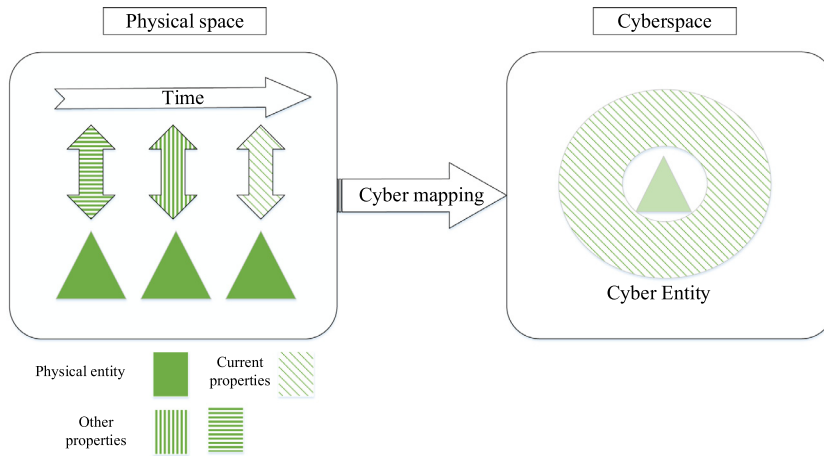 Physical space
Cyberspace
Time
Cyber mapping
Cyber Entity
Physical entity
Current
properties
Other
properties